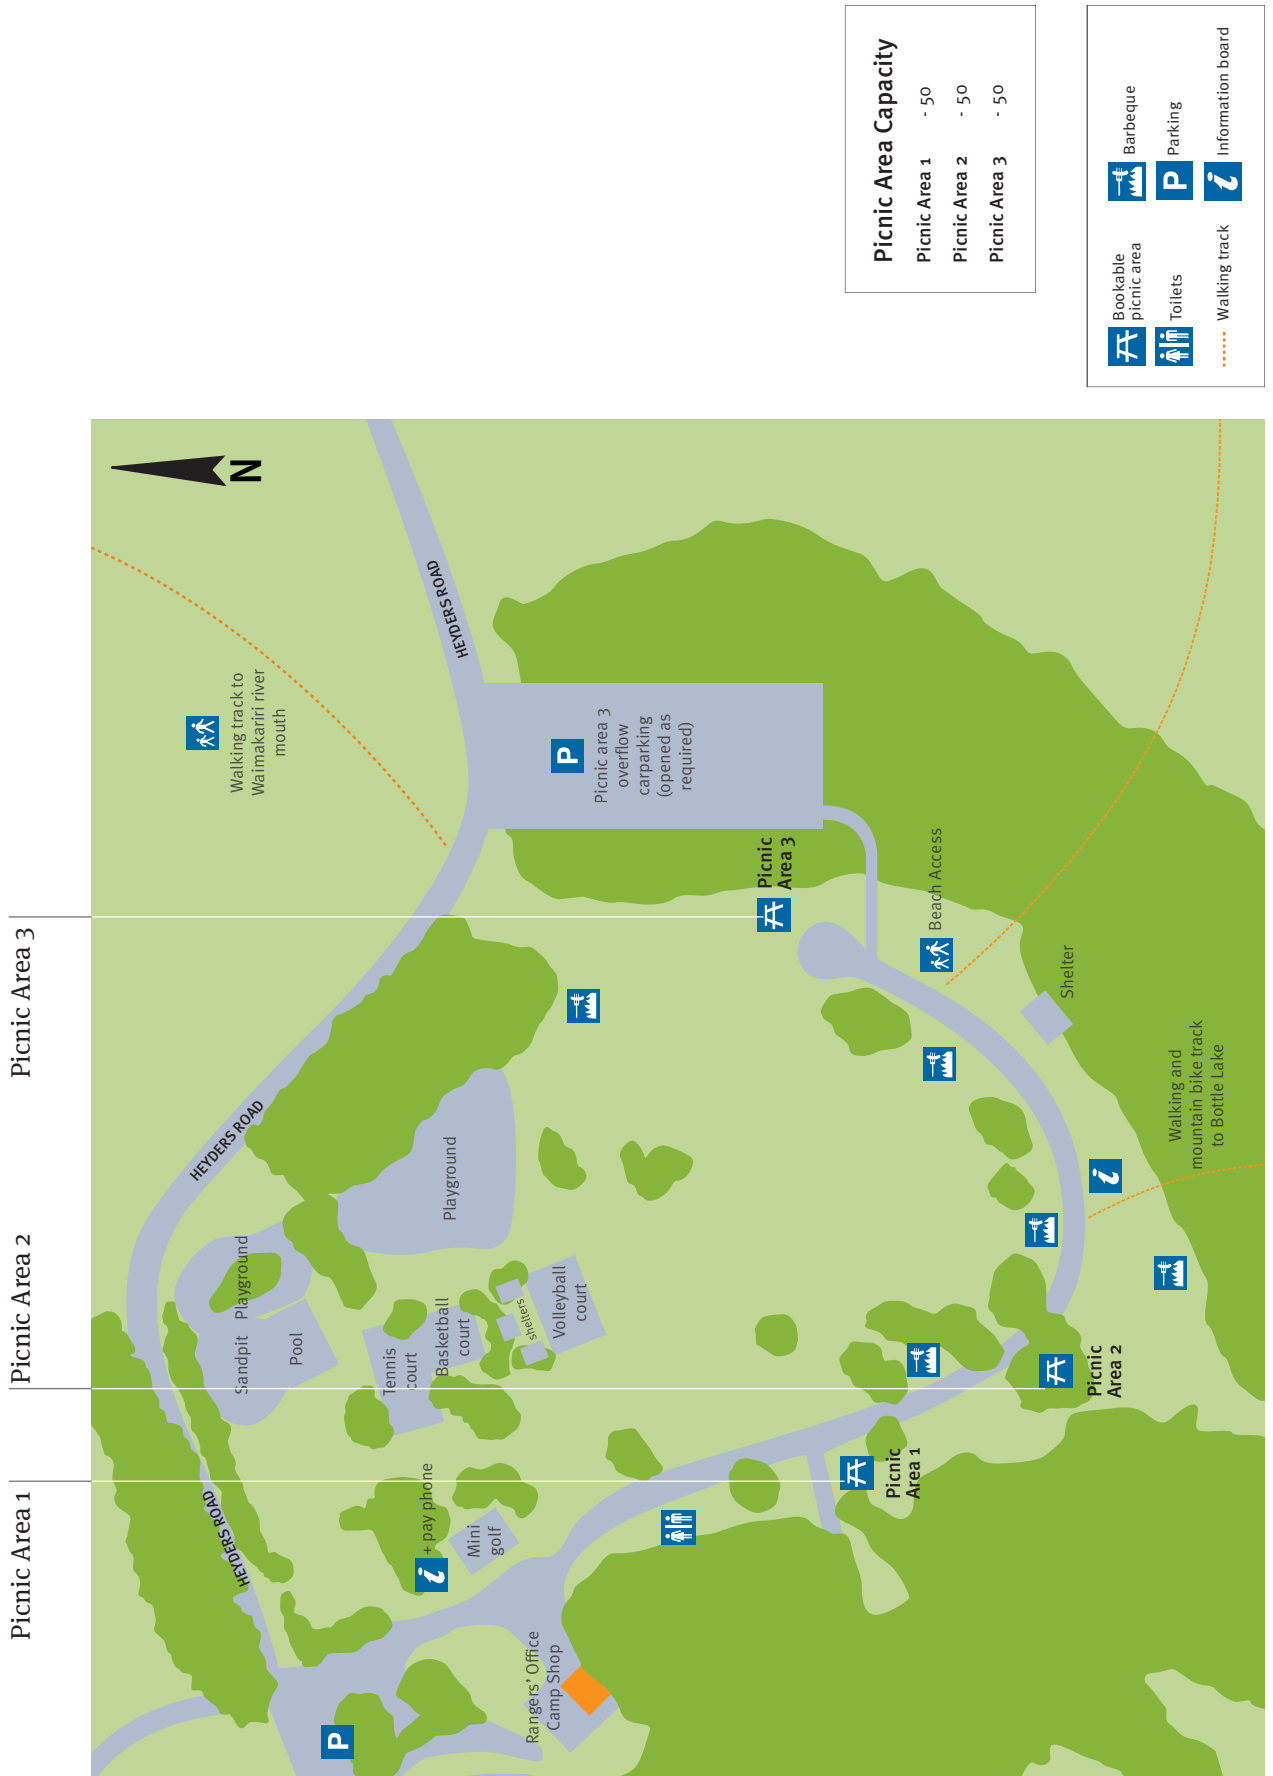 Picnic Area 1
Picnic Area 2
Picnic Area 3
HEYDERS ROAD
HEYDERS ROAD
HEYDERS ROAD
N
Walking track to
Waimakariri river
mouth
P
Sandpit
Playground
Pool
Tennis
court
Basketball
court
shelters
Volleyball
court
Playground
i
+ pay phone
Mini
golf
Rangers' Office
Camp Shop
P
Picnic area 3
overflow
carparking
(opened as
required)
Picnic
Area 3
Picnic
Area 1
Picnic
Area 2
Beach Access
Shelter
i
Walking and
mountain bike track
to Bottle Lake
Picnic Area Capacity
Picnic Area 1 - 50
Picnic Area 2 - 50
Picnic Area 3 - 50
Bookable
picnic area
Barbeque
Toilets
P Parking
Walking track
i Information board